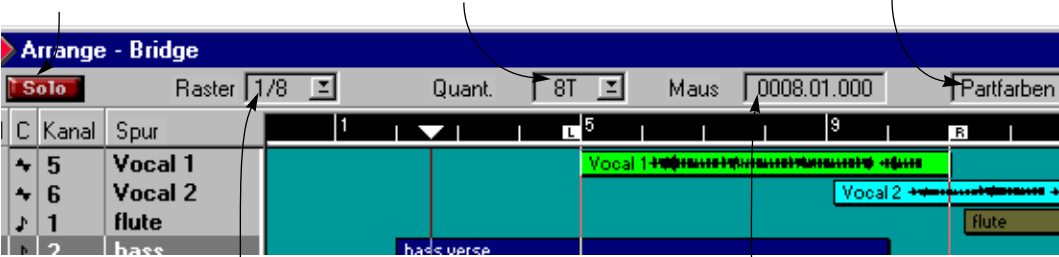 Arrange - Bridge
Solo Raster 1/8 Quant. 8T Maus 0008.01.000 Partfarben
C Kanal Spur 1 L 5 9 R
5 Vocal 1 Vocal 1
6 Vocal 2 Vocal 2
1 flute flute
2 bass bass verse